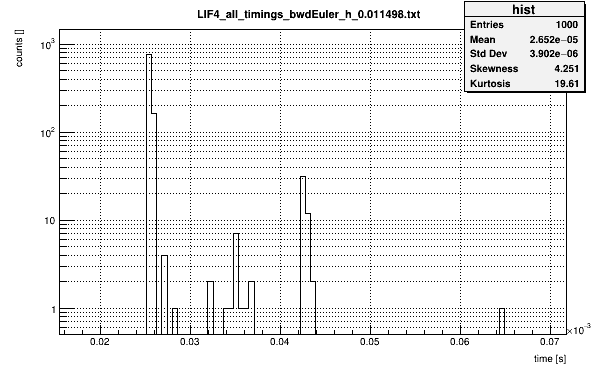 LIF4_all_timings_bwdEuler_h_0.011498.txt
hist
Entries 1000
Mean 2.652e−05
Std Dev 3.902e−06
Skewness 4.251
Kurtosis 19.61
counts []
10³
10²
10
1
0.02 0.03 0.04 0.05 0.06 0.07
×10⁻³
time [s]